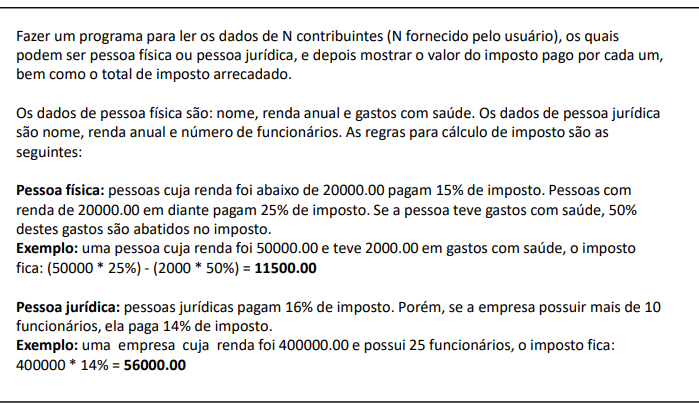 Fazer um programa para ler os dados de N contribuintes (N fornecido pelo usuário), os quais
podem ser pessoa física ou pessoa jurídica, e depois mostrar o valor do imposto pago por cada um,
bem como o total de imposto arrecadado.
Os dados de pessoa física são: nome, renda anual e gastos com saúde. Os dados de pessoa jurídica
são nome, renda anual e número de funcionários. As regras para cálculo de imposto são as
seguintes:
Pessoa física: pessoas cuja renda foi abaixo de 20000.00 pagam 15% de imposto. Pessoas com
renda de 20000.00 em diante pagam 25% de imposto. Se a pessoa teve gastos com saúde, 50%
destes gastos são abatidos no imposto.
Exemplo: uma pessoa cuja renda foi 50000.00 e teve 2000.00 em gastos com saúde, o imposto
fica: (50000 * 25%) - (2000 * 50%) = 11500.00
Pessoa jurídica: pessoas jurídicas pagam 16% de imposto. Porém, se a empresa possuir mais de 10
funcionários, ela paga 14% de imposto.
Exemplo: uma empresa cuja renda foi 400000.00 e possui 25 funcionários, o imposto fica:
400000 * 14% = 56000.00